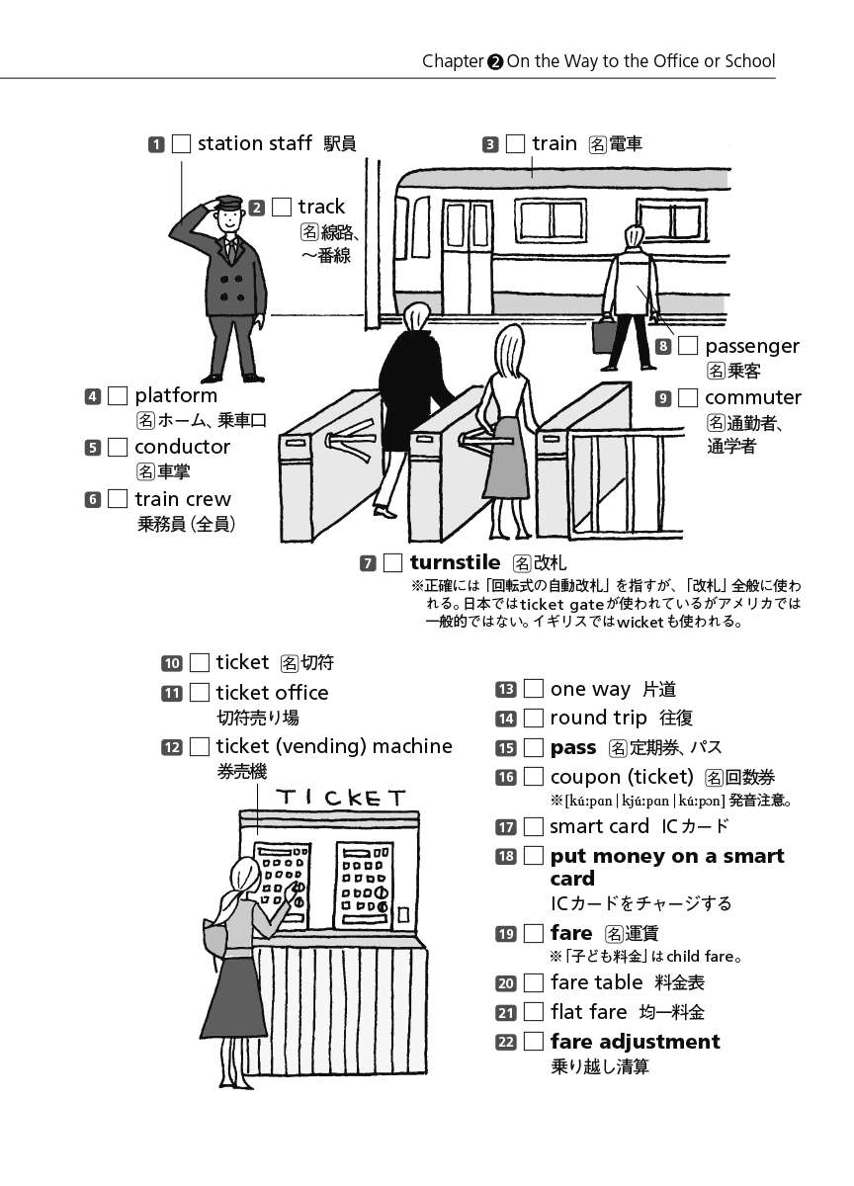 Chapter❷On the Way to the Office or School
1 □ station staff 駅員
2 □ track
名線路、
〜番線
3 □ train 名電車
4 □ platform
名ホーム、乗車口
5 □ conductor
名車掌
6 □ train crew
乗務員(全員)
7 □ turnstile 名改札
※正確には「回転式の自動改札」を指すが、「改札」全般に使わ
れる。日本ではticket gateが使われているがアメリカでは
一般的ではない。イギリスではwicketも使われる。
8 □ passenger
名乗客
9 □ commuter
名通勤者、
通学者
10 □ ticket 名切符
11 □ ticket office
切符売り場
12 □ ticket (vending) machine
券売機
TICKET
13 □ one way 片道
14 □ round trip 往復
15 □ pass 名定期券、パス
16 □ coupon (ticket) 名回数券
※[kúːpɑn | kjúːpɑn | kúːpɔn] 発音注意。
17 □ smart card ICカード
18 □ put money on a smart
card
ICカードをチャージする
19 □ fare 名運賃
※「子ども料金」はchild fare。
20 □ fare table 料金表
21 □ flat fare 均一料金
22 □ fare adjustment
乗り越し清算